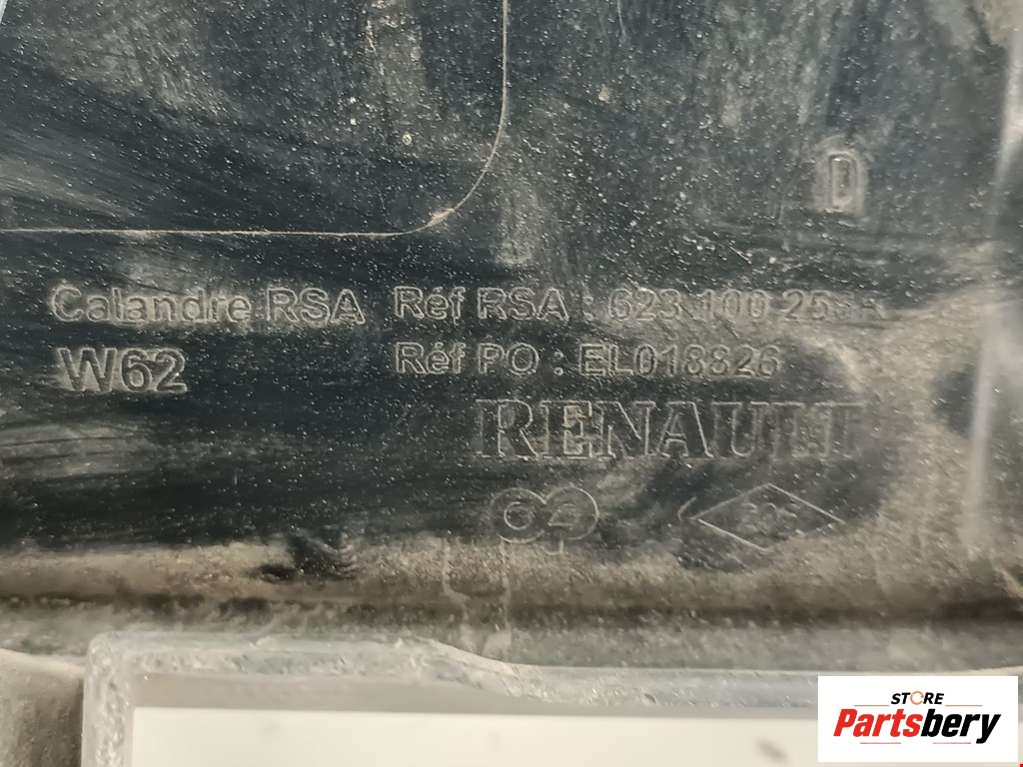 D
Calandre RSA Réf RSA : 623 100 25
W62 Réf PO : EL018826
RENAULT
STORE
Partsbery